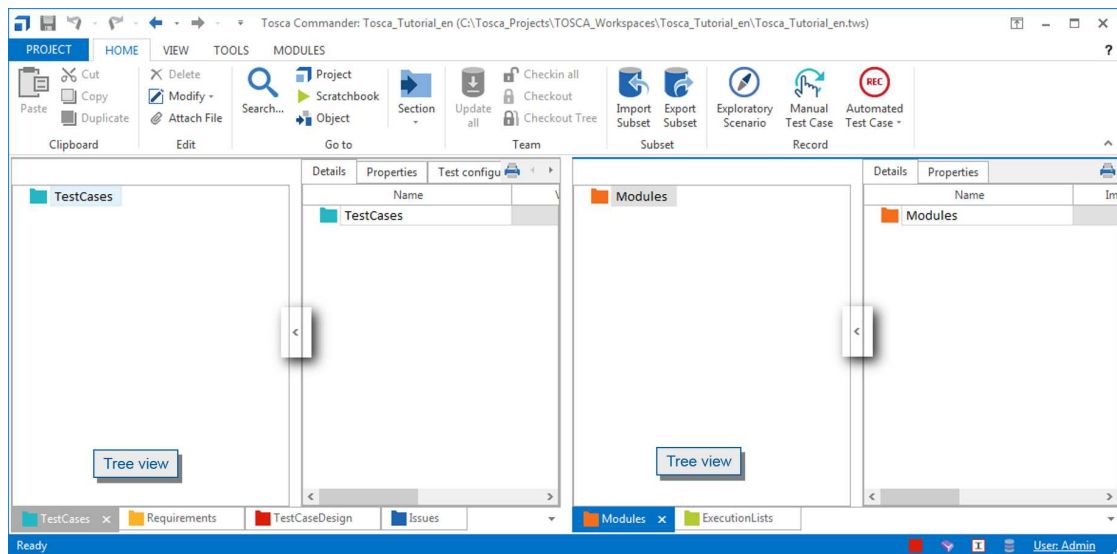 Tosca Commander: Tosca_Tutorial_en (C:\Tosca_Projects\TOSCA_Workspaces\Tosca_Tutorial_en\Tosca_Tutorial_en.tws)
PROJECT HOME VIEW TOOLS MODULES ?
Paste
Cut
Copy
Duplicate
Clipboard
Delete
Modify
Attach File
Edit
Search...
Project
Scratchbook
Object
Section
Go to
Update all
Checkin all
Checkout
Checkout Tree
Team
Import Subset
Export Subset
Subset
Exploratory Scenario
Manual Test Case
REC
Automated Test Case
Record
TestCases
Details Properties Test configu
Name
TestCases
Tree view
Modules
Details Properties
Name Im
Modules
Tree view
TestCases Requirements TestCaseDesign Issues
Modules ExecutionLists
Ready
User: Admin